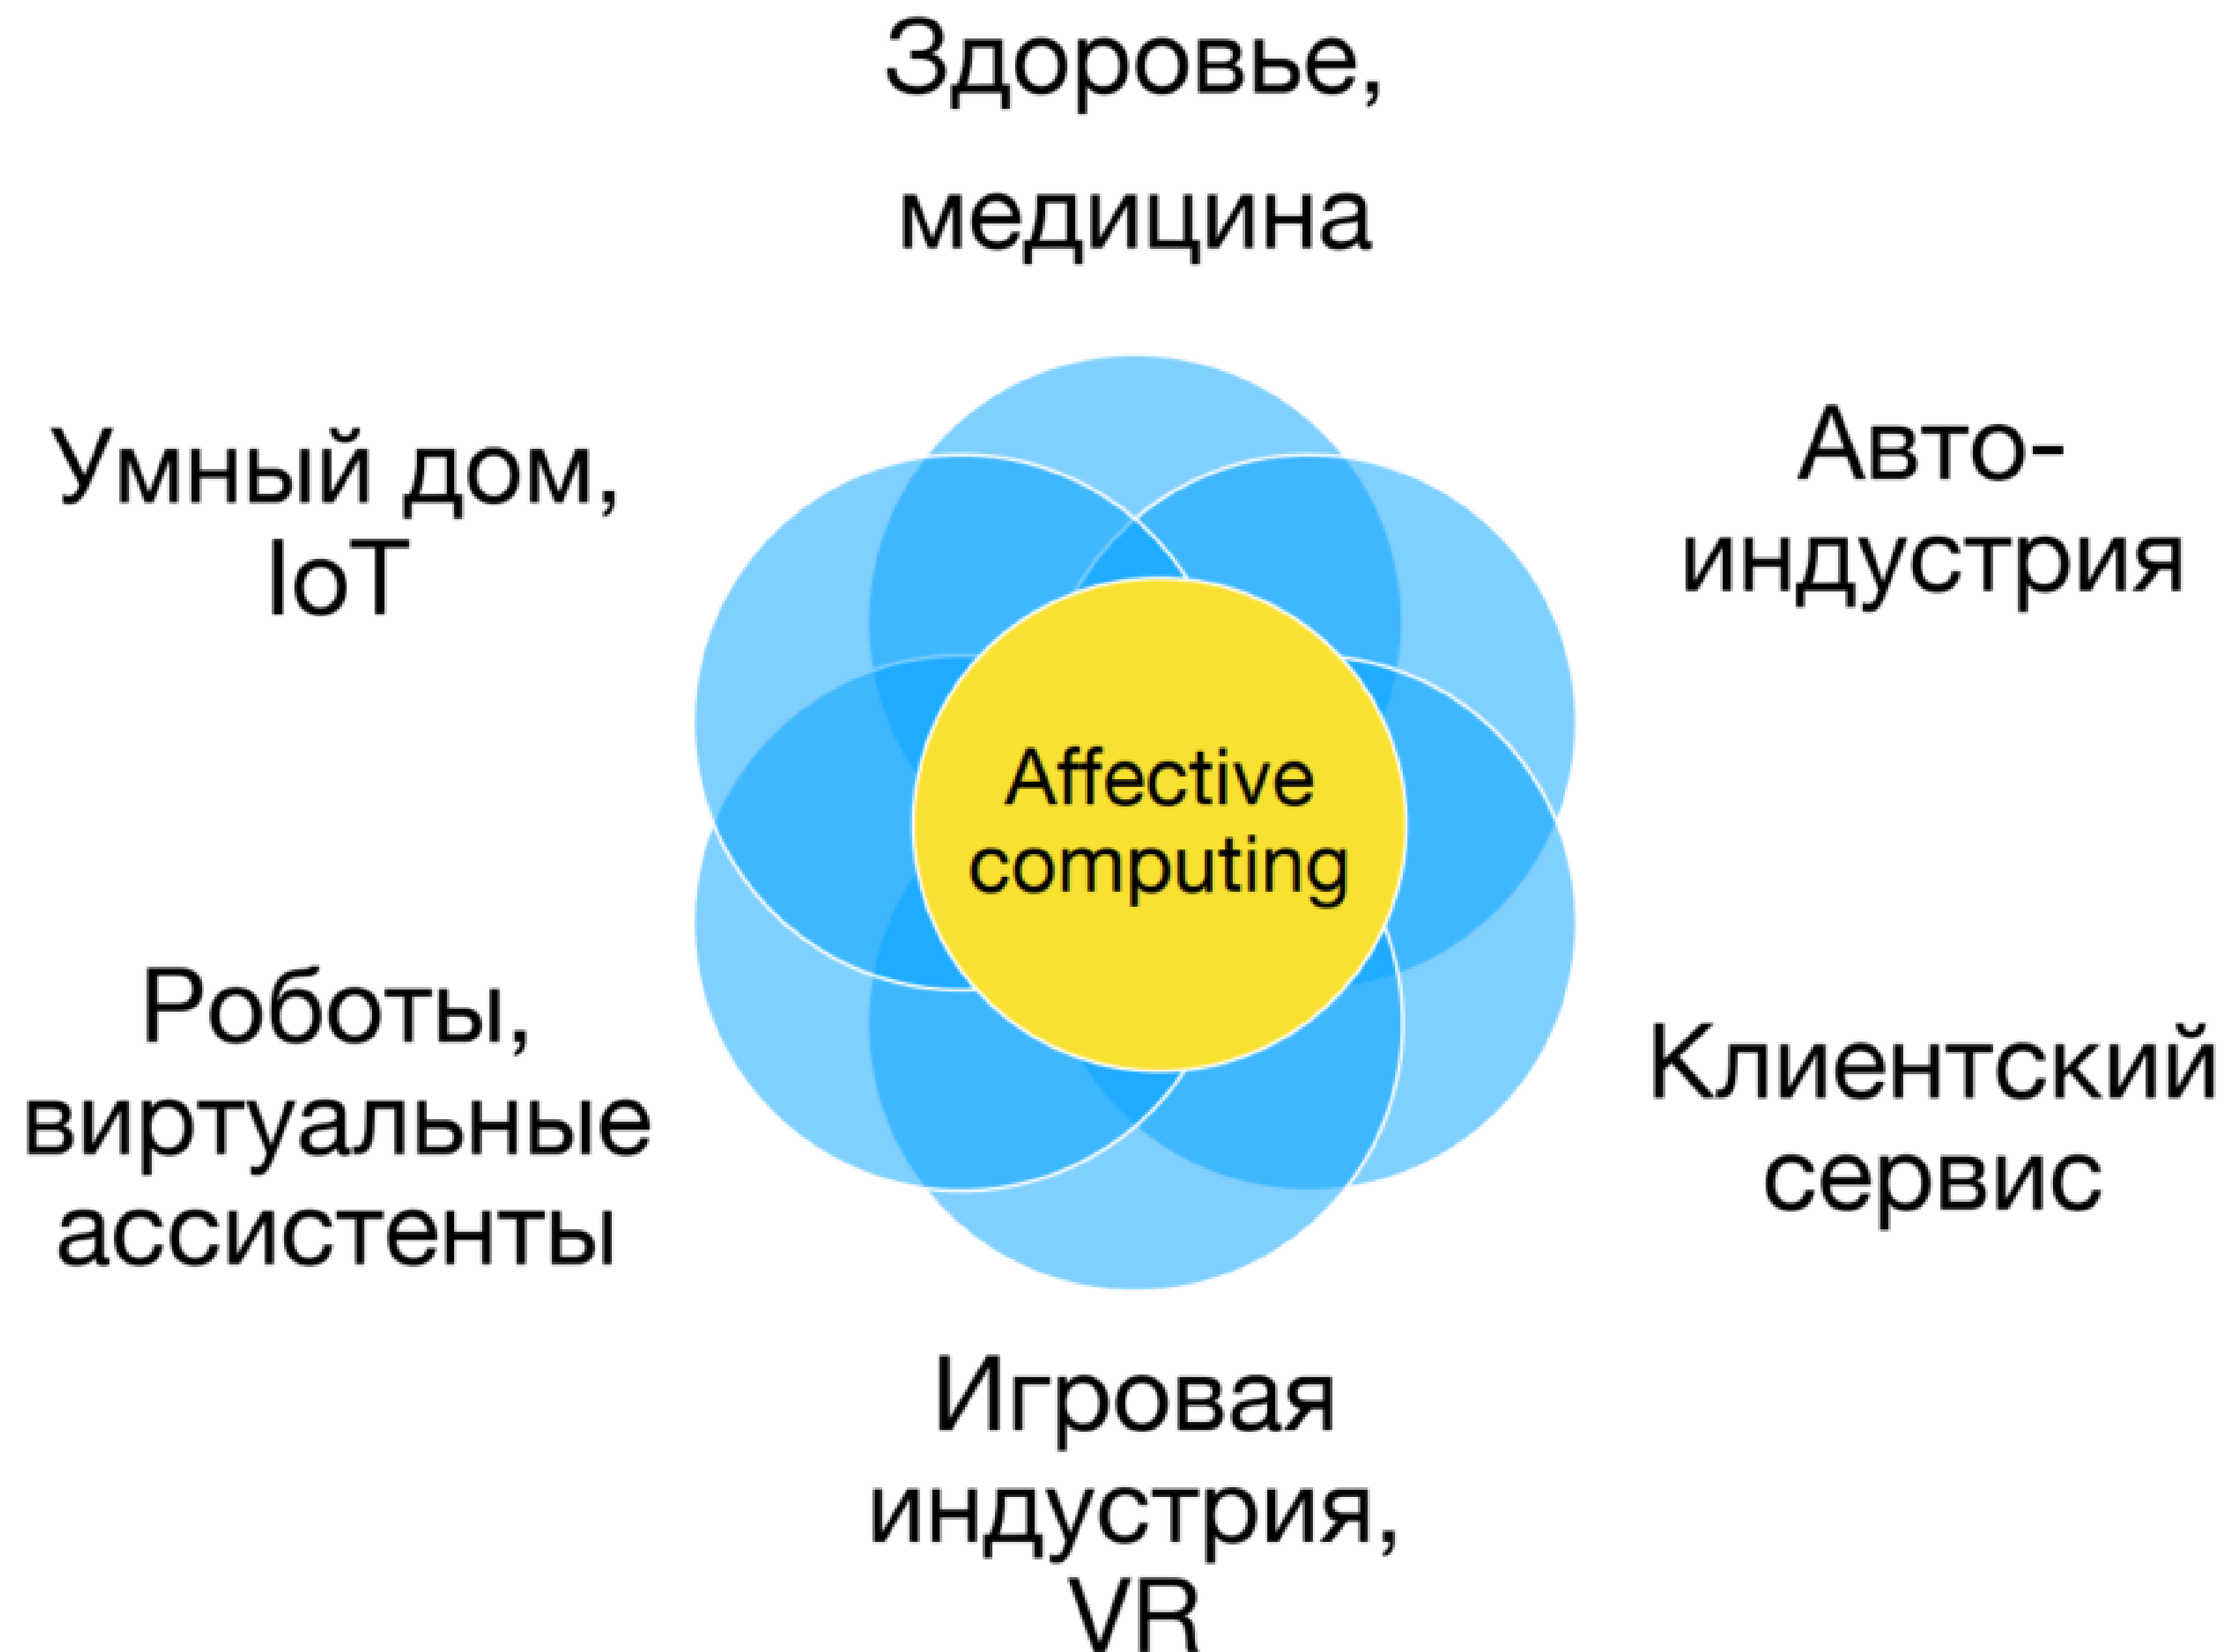 Здоровье,
медицина
Умный дом,
IoT
Авто-
индустрия
Affective
computing
Роботы,
виртуальные
ассистенты
Клиентский
сервис
Игровая
индустрия,
VR